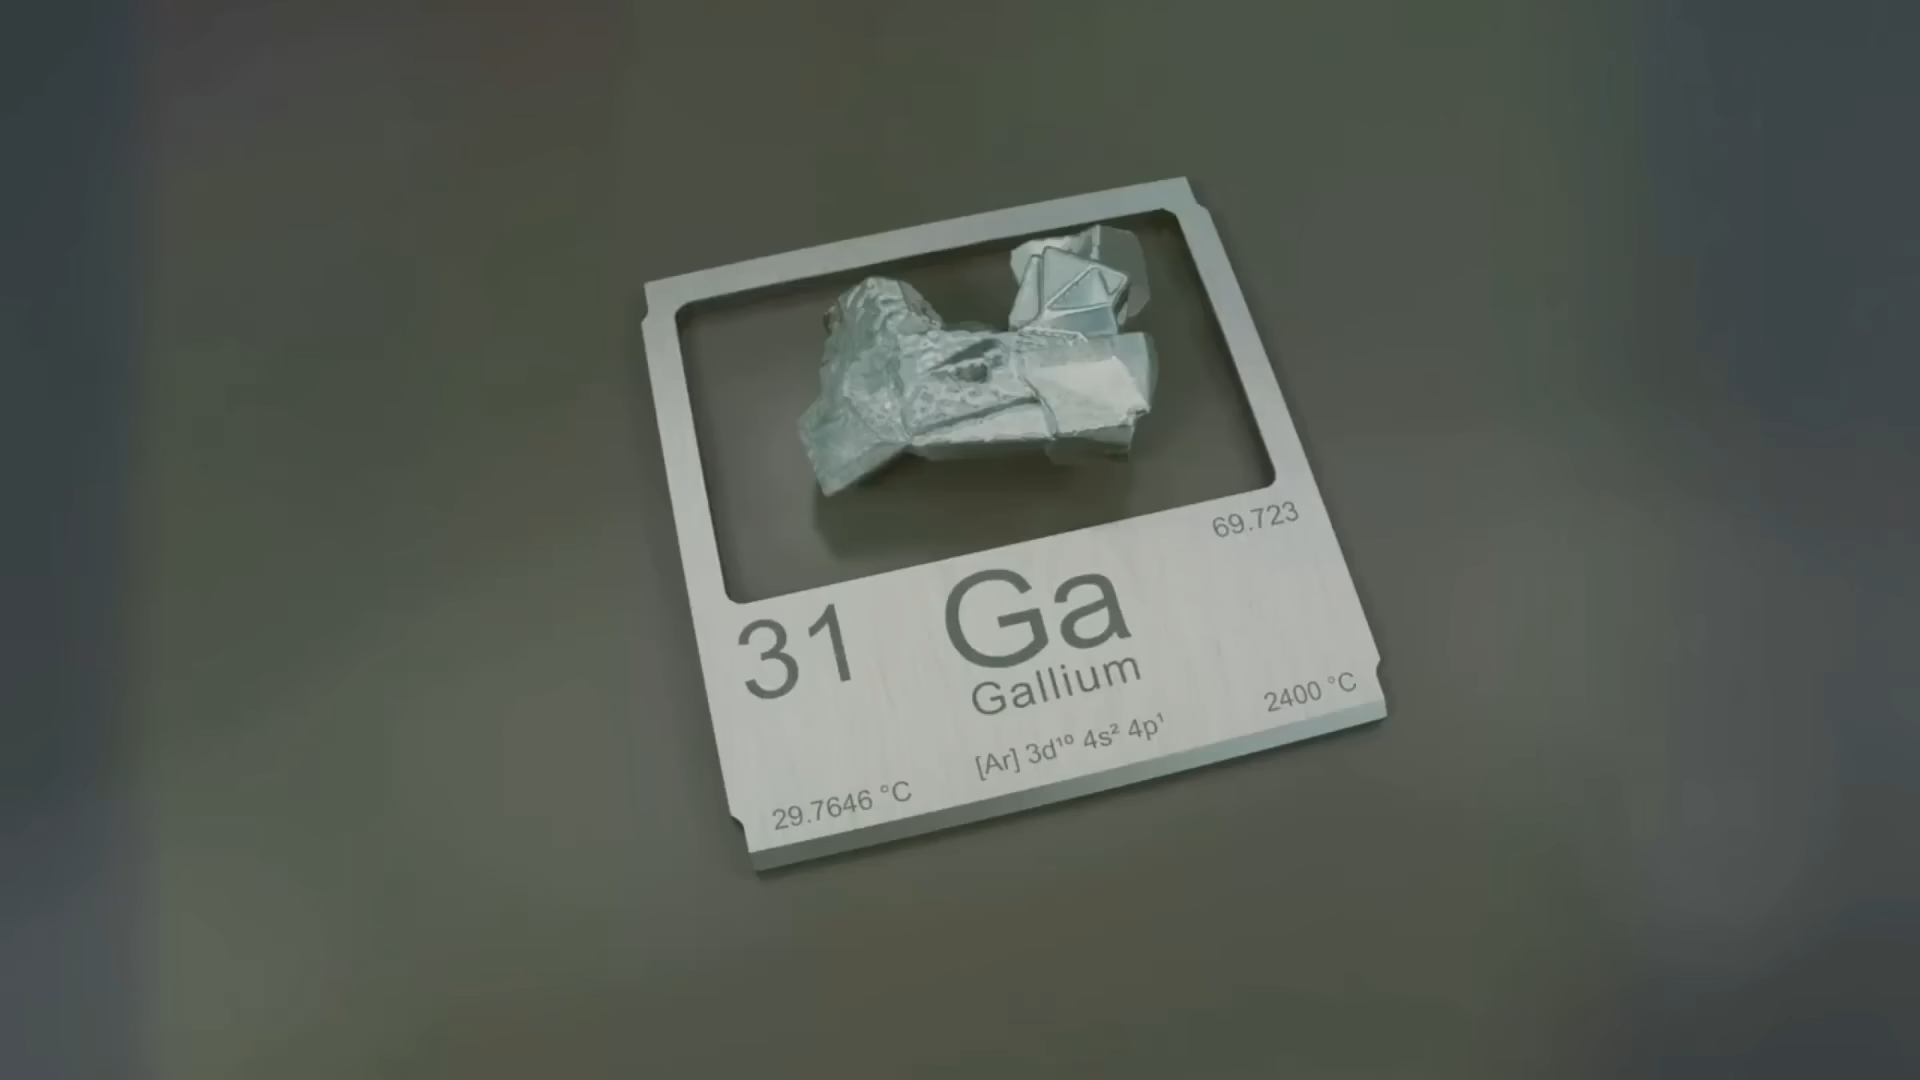 69.723
31
Ga
Gallium
[Ar] 3d¹⁰ 4s² 4p¹
2400 °C
29.7646 °C